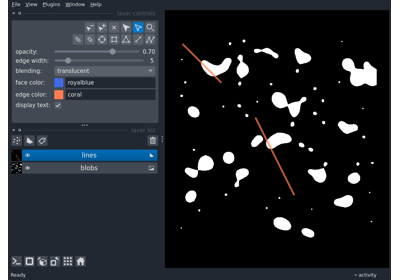 File View Plugins Window Help
layer controls
opacity: 0.70
edge width: 5
blending: translucent
face color: royalblue
edge color: coral
display text:
layer list
lines
blobs
Ready
activity